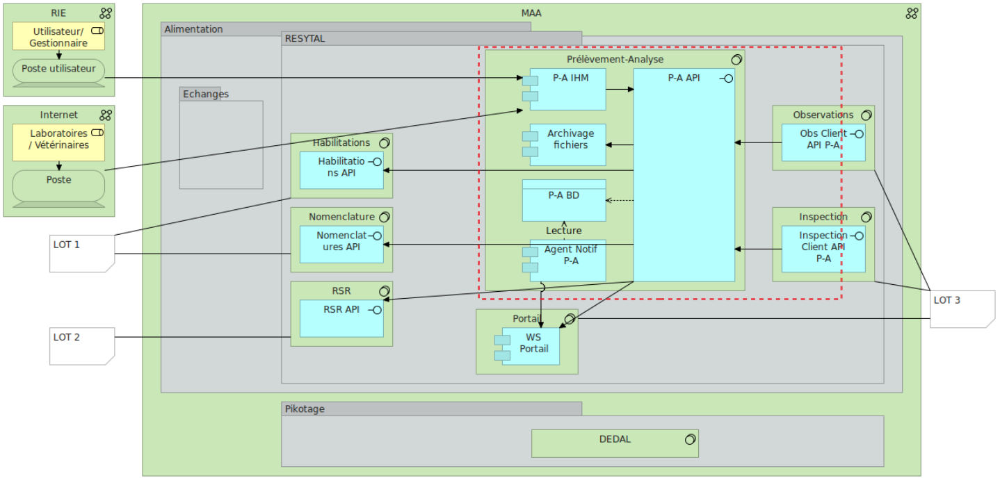 RIE
Utilisateur/
Gestionnaire
Poste utilisateur
Internet
Laboratoires
/ Vétérinaires
Poste
LOT 1
LOT 2
MAA
Alimentation
RESYTAL
Echanges
Habilitations
Habilitatio
ns API
Nomenclature
Nomenclat
ures API
RSR
RSR API
Prélèvement-Analyse
P-A IHM
P-A API
Archivage
fichiers
P-A BD
Lecture
Agent Notif
P-A
Portail
WS
Portail
Observations
Obs Client
API P-A
Inspection
Inspection
Client API
P-A
LOT 3
Pikotage
DEDAL